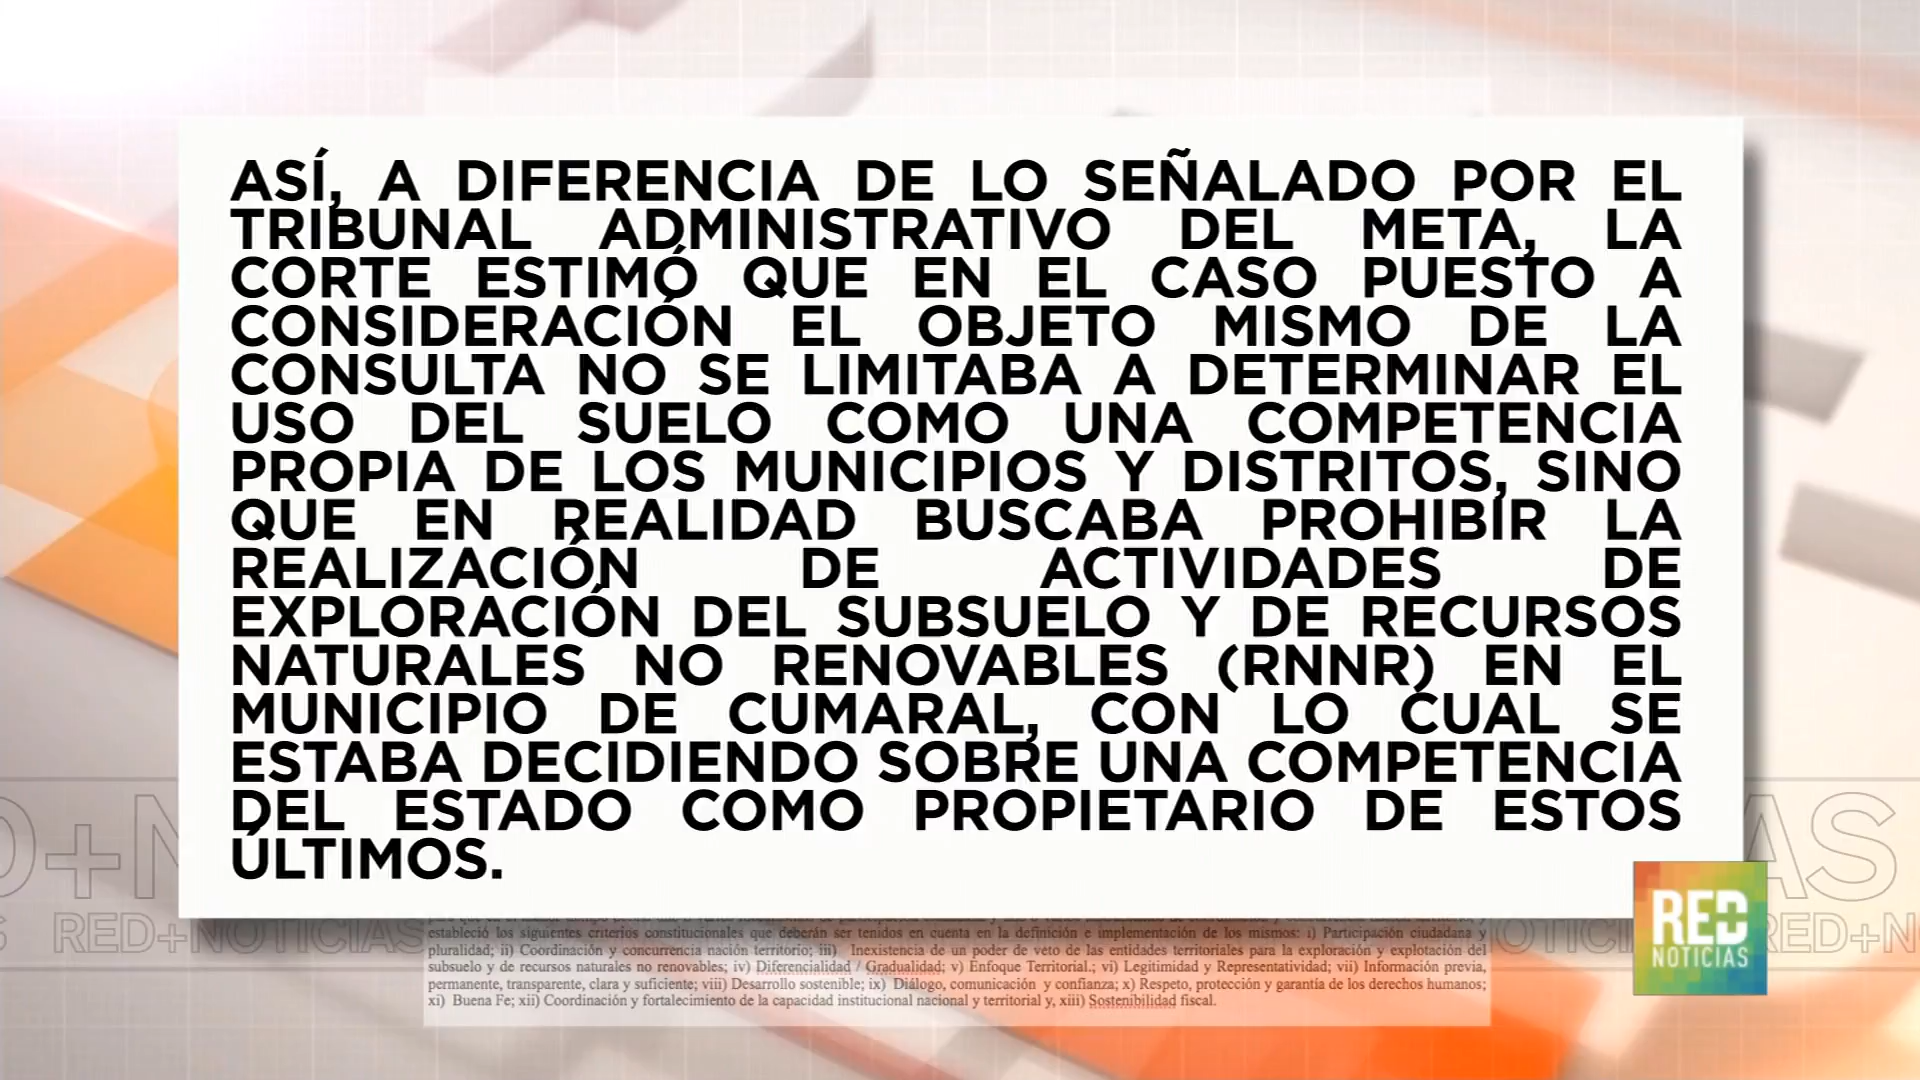 ASÍ, A DIFERENCIA DE LO SEÑALADO POR EL
TRIBUNAL ADMINISTRATIVO DEL META, LA
CORTE ESTIMÓ QUE EN EL CASO PUESTO A
CONSIDERACIÓN EL OBJETO MISMO DE LA
CONSULTA NO SE LIMITABA A DETERMINAR EL
USO DEL SUELO COMO UNA COMPETENCIA
PROPIA DE LOS MUNICIPIOS Y DISTRITOS, SINO
QUE EN REALIDAD BUSCABA PROHIBIR LA
REALIZACIÓN DE ACTIVIDADES DE
EXPLORACIÓN DEL SUBSUELO Y DE RECURSOS
NATURALES NO RENOVABLES (RNNR) EN EL
MUNICIPIO DE CUMARAL, CON LO CUAL SE
ESTABA DECIDIENDO SOBRE UNA COMPETENCIA
DEL ESTADO COMO PROPIETARIO DE ESTOS
ÚLTIMOS.
RED+
NOTICIAS
RED+NOTICIAS
estableció los siguientes criterios constitucionales que deberán ser tenidos en cuenta en la definición e implementación de los mismos: i) Participación ciudadana y
pluralidad; ii) Coordinación y concurrencia nación territorio; iii) Inexistencia de un poder de veto de las entidades territoriales para la exploración y explotación del
subsuelo y de recursos naturales no renovables; iv) Diferencialidad / Gradualidad; v) Enfoque Territorial.; vi) Legitimidad y Representatividad; vii) Información previa,
permanente, transparente, clara y suficiente; viii) Desarrollo sostenible; ix) Diálogo, comunicación y confianza; x) Respeto, protección y garantía de los derechos humanos;
xi) Buena Fe; xii) Coordinación y fortalecimiento de la capacidad institucional nacional y territorial y, xiii) Sostenibilidad fiscal.